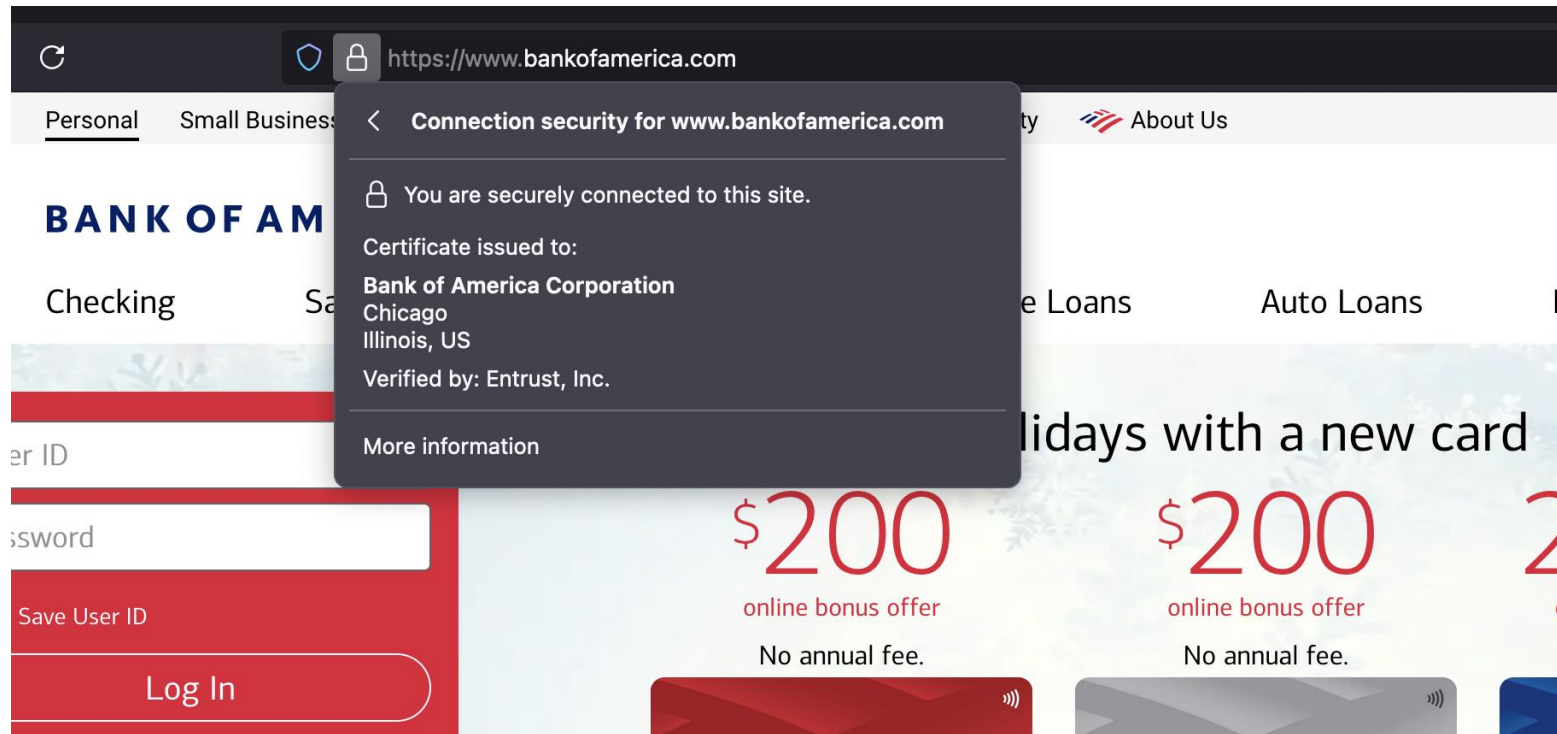 https://www.bankofamerica.com
Personal Small Business About Us
Connection security for www.bankofamerica.com
You are securely connected to this site.
BANK OF AM
Certificate issued to:
Bank of America Corporation
Chicago
Illinois, US
Verified by: Entrust, Inc.
More information
Checking Sa e Loans Auto Loans
er ID
ssword
Save User ID
Log In
lidays with a new card
$200 $200 2
online bonus offer online bonus offer
No annual fee. No annual fee.